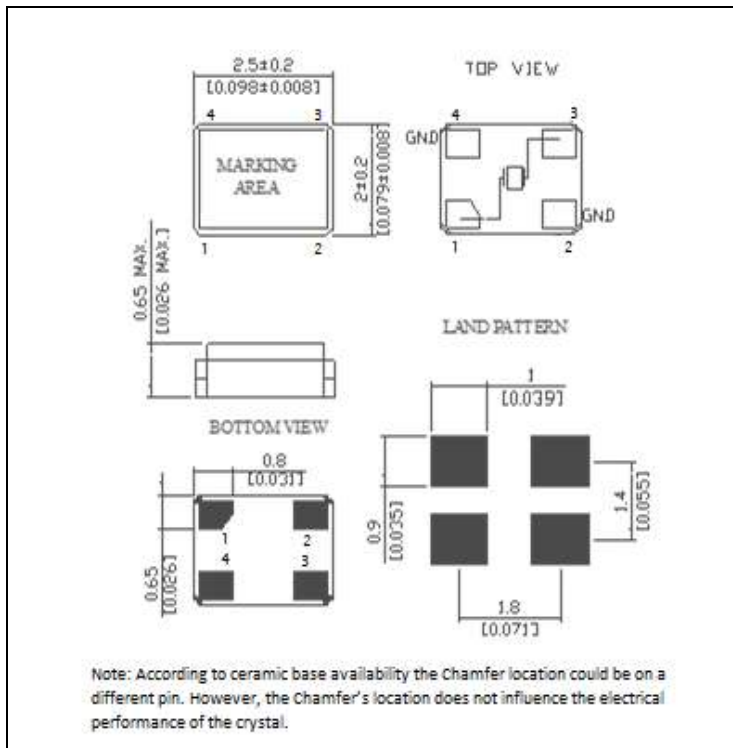 2.5±0.2
[0.098±0.008]
TOP VIEW
4 3
MARKING
AREA
1 2
2±0.2
[0.079±0.008]
4 3
GND
GND
1 2
0.65 MAX.
[0.026 MAX.]
LAND PATTERN
1
[0.039]
BOTTOM VIEW
0.8
[0.031]
1 2
4 3
0.65
[0.026]
0.9
[0.035]
1.4
[0.055]
1.8
[0.071]
Note: According to ceramic base availability the Chamfer location could be on a
different pin. However, the Chamfer's location does not influence the electrical
performance of the crystal.